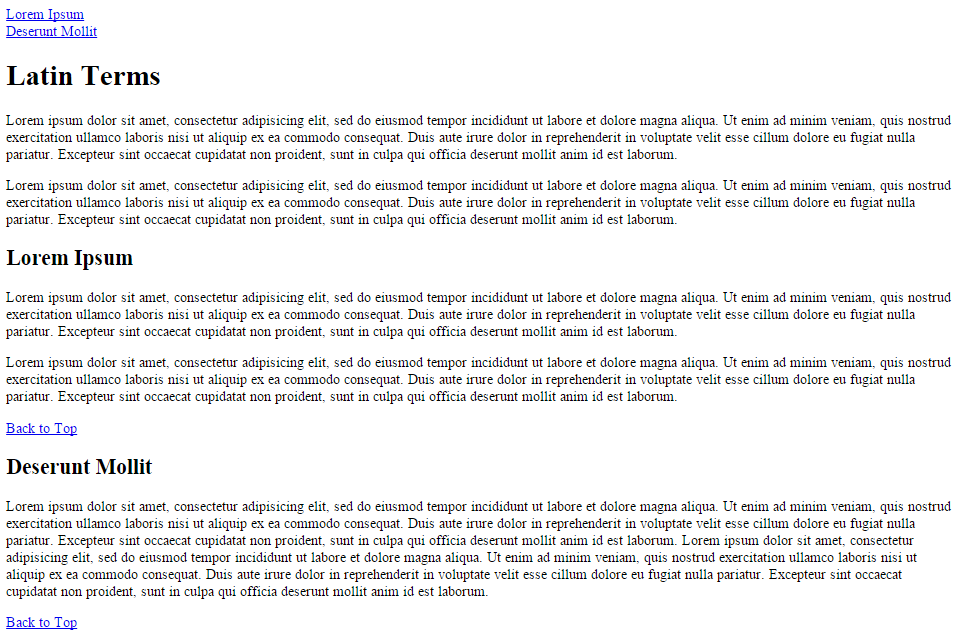 Lorem Ipsum
Deserunt Mollit
Latin Terms
Lorem ipsum dolor sit amet, consectetur adipisicing elit, sed do eiusmod tempor incididunt ut labore et dolore magna aliqua. Ut enim ad minim veniam, quis nostrud
exercitation ullamco laboris nisi ut aliquip ex ea commodo consequat. Duis aute irure dolor in reprehenderit in voluptate velit esse cillum dolore eu fugiat nulla
pariatur. Excepteur sint occaecat cupidatat non proident, sunt in culpa qui officia deserunt mollit anim id est laborum.
Lorem ipsum dolor sit amet, consectetur adipisicing elit, sed do eiusmod tempor incididunt ut labore et dolore magna aliqua. Ut enim ad minim veniam, quis nostrud
exercitation ullamco laboris nisi ut aliquip ex ea commodo consequat. Duis aute irure dolor in reprehenderit in voluptate velit esse cillum dolore eu fugiat nulla
pariatur. Excepteur sint occaecat cupidatat non proident, sunt in culpa qui officia deserunt mollit anim id est laborum.
Lorem Ipsum
Lorem ipsum dolor sit amet, consectetur adipisicing elit, sed do eiusmod tempor incididunt ut labore et dolore magna aliqua. Ut enim ad minim veniam, quis nostrud
exercitation ullamco laboris nisi ut aliquip ex ea commodo consequat. Duis aute irure dolor in reprehenderit in voluptate velit esse cillum dolore eu fugiat nulla
pariatur. Excepteur sint occaecat cupidatat non proident, sunt in culpa qui officia deserunt mollit anim id est laborum.
Lorem ipsum dolor sit amet, consectetur adipisicing elit, sed do eiusmod tempor incididunt ut labore et dolore magna aliqua. Ut enim ad minim veniam, quis nostrud
exercitation ullamco laboris nisi ut aliquip ex ea commodo consequat. Duis aute irure dolor in reprehenderit in voluptate velit esse cillum dolore eu fugiat nulla
pariatur. Excepteur sint occaecat cupidatat non proident, sunt in culpa qui officia deserunt mollit anim id est laborum.
Back to Top
Deserunt Mollit
Lorem ipsum dolor sit amet, consectetur adipisicing elit, sed do eiusmod tempor incididunt ut labore et dolore magna aliqua. Ut enim ad minim veniam, quis nostrud
exercitation ullamco laboris nisi ut aliquip ex ea commodo consequat. Duis aute irure dolor in reprehenderit in voluptate velit esse cillum dolore eu fugiat nulla
pariatur. Excepteur sint occaecat cupidatat non proident, sunt in culpa qui officia deserunt mollit anim id est laborum. Lorem ipsum dolor sit amet, consectetur
adipisicing elit, sed do eiusmod tempor incididunt ut labore et dolore magna aliqua. Ut enim ad minim veniam, quis nostrud exercitation ullamco laboris nisi ut
aliquip ex ea commodo consequat. Duis aute irure dolor in reprehenderit in voluptate velit esse cillum dolore eu fugiat nulla pariatur. Excepteur sint occaecat
cupidatat non proident, sunt in culpa qui officia deserunt mollit anim id est laborum.
Back to Top